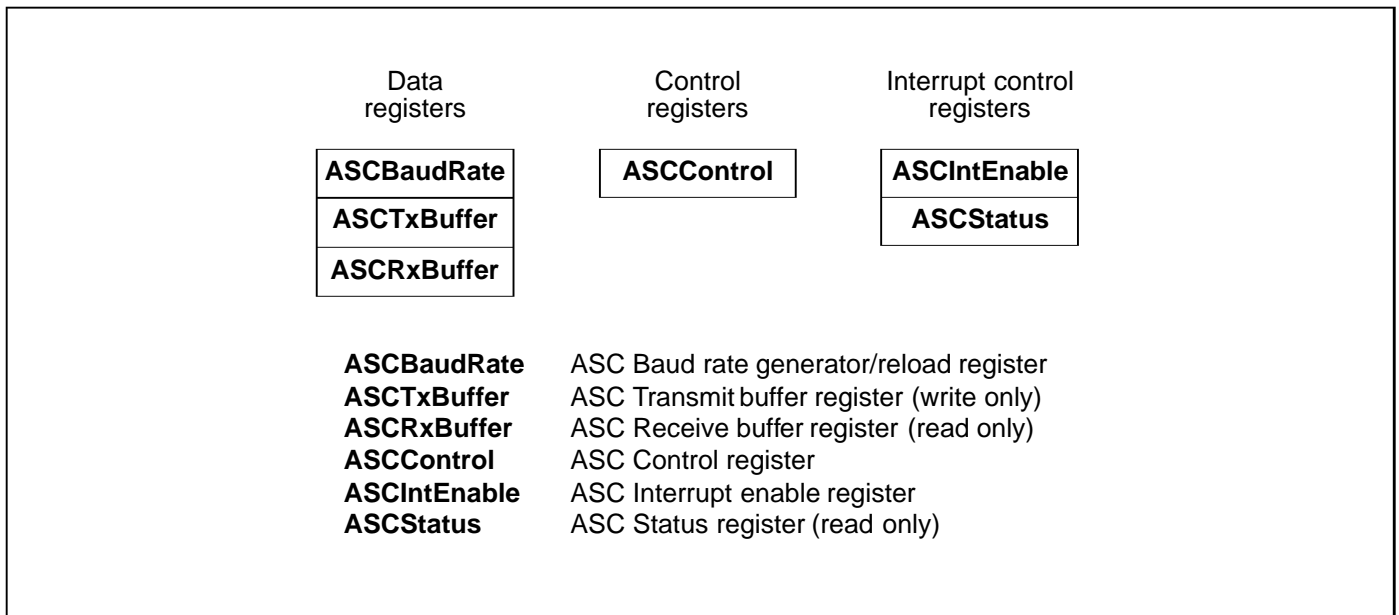 Data registers
Control registers
Interrupt control registers
ASCBaudRate
ASCTxBuffer
ASCRxBuffer
ASCControl
ASCIntEnable
ASCStatus
ASCBaudRate ASC Baud rate generator/reload register
ASCTxBuffer ASC Transmit buffer register (write only)
ASCRxBuffer ASC Receive buffer register (read only)
ASCControl ASC Control register
ASCIntEnable ASC Interrupt enable register
ASCStatus ASC Status register (read only)